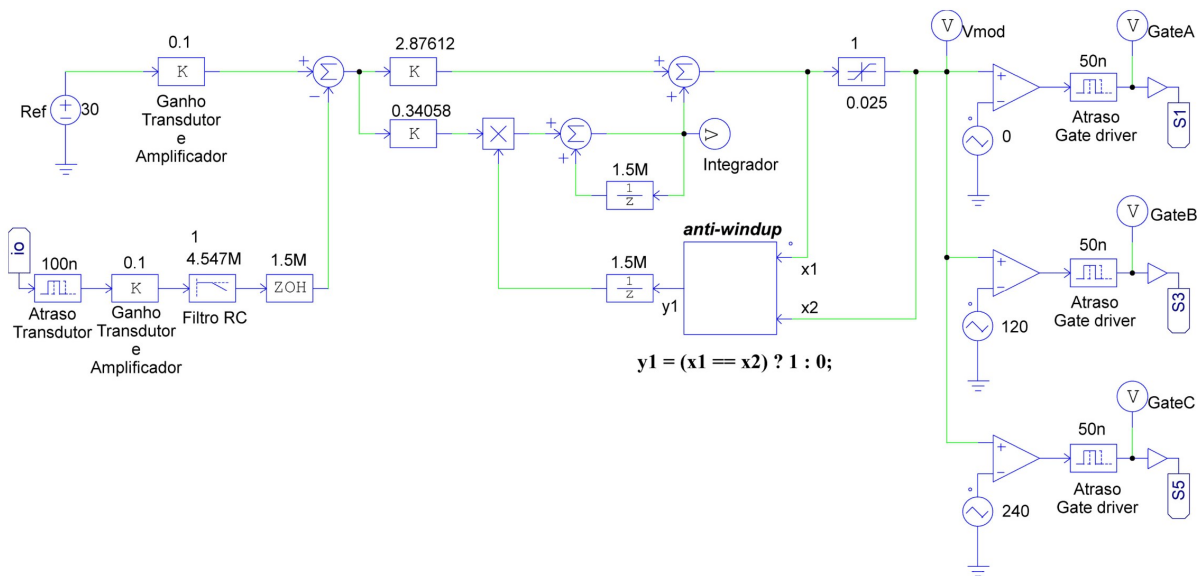 0.1
K
Ref
30
Ganho
Transdutor
e
Amplificador
Σ
2.87612
K
0.34058
K
X
Σ
Σ
V
Integrador
1.5M
1
z
1
0.025
V
Vmod
anti-windup
x1
x2
y1
1.5M
1
z
y1 = (x1 == x2) ? 1 : 0;
io
100n
Atraso
Transdutor
0.1
K
Ganho
Transdutor
e
Amplificador
1
4.547M
Filtro RC
1.5M
ZOH
V
GateA
50n
Atraso
Gate driver
S1
0
V
GateB
50n
Atraso
Gate driver
S3
120
V
GateC
50n
Atraso
Gate driver
S5
240